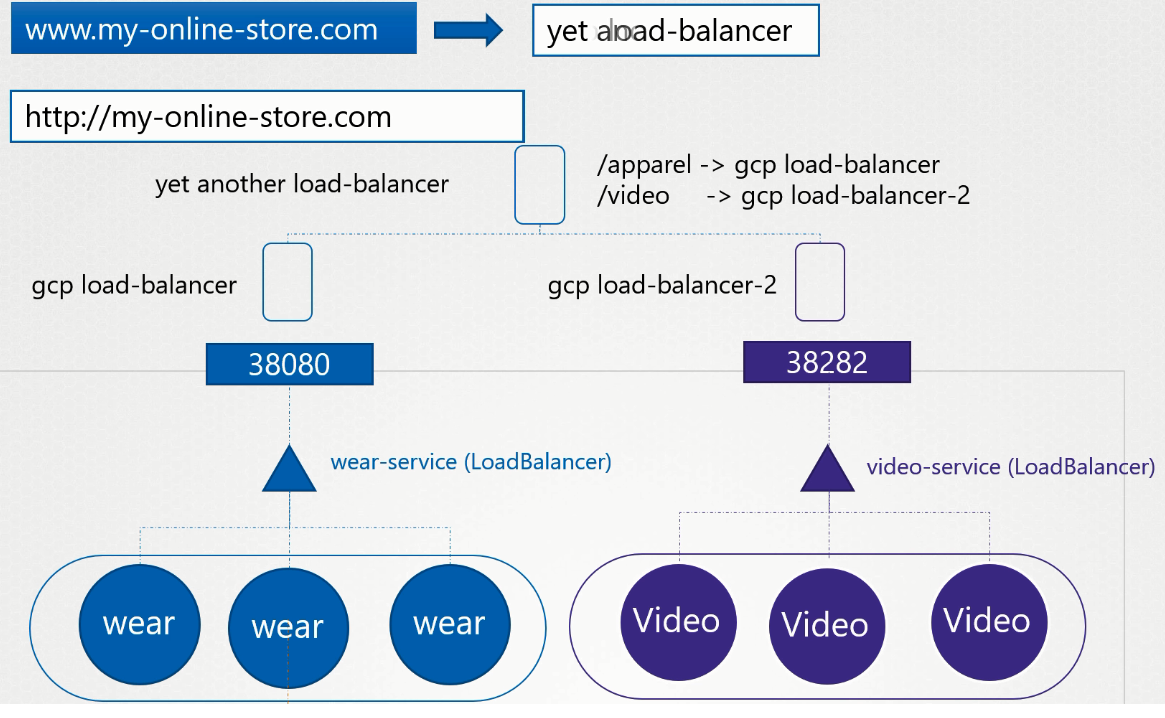 www.my-online-store.com
yet load-balancer
http://my-online-store.com
yet another load-balancer
/apparel -> gcp load-balancer
/video -> gcp load-balancer-2
gcp load-balancer
gcp load-balancer-2
38080
38282
wear-service (LoadBalancer)
video-service (LoadBalancer)
wear
wear
wear
Video
Video
Video